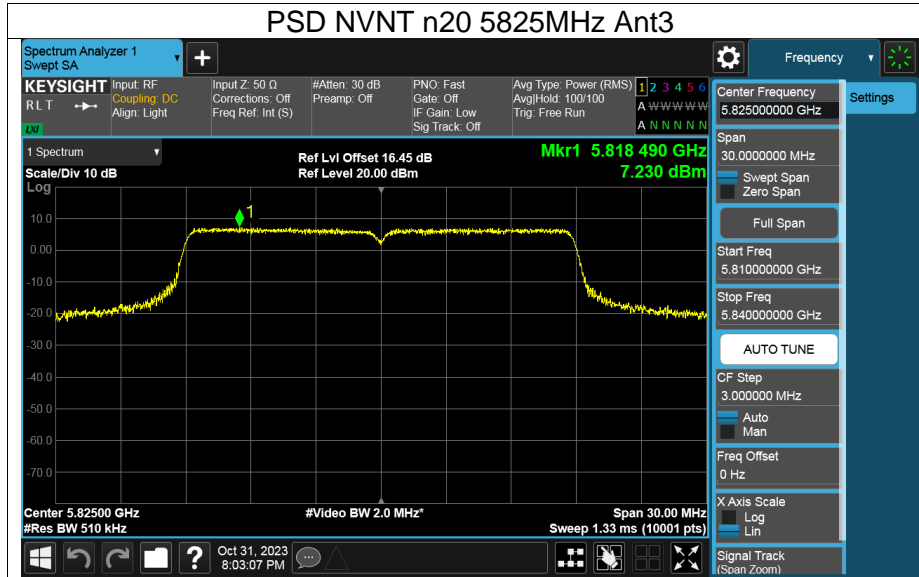 PSD NVNT n20 5825MHz Ant3
Spectrum Analyzer 1
Swept SA
+
Frequency
KEYSIGHT
RLT
LXI
Input: RF
Coupling: DC
Align: Light
Input Z: 50 Ω
Corrections: Off
Freq Ref: Int (S)
#Atten: 30 dB
Preamp: Off
PNO: Fast
Gate: Off
IF Gain: Low
Sig Track: Off
Avg Type: Power (RMS)
Avg|Hold: 100/100
Trig: Free Run
1 2 3 4 5 6
A W W W W W
A N N N N N
Center Frequency
5.825000000 GHz
Settings
1 Spectrum
Scale/Div 10 dB
Log
Ref Lvl Offset 16.45 dB
Ref Level 20.00 dBm
Mkr1 5.818 490 GHz
7.230 dBm
1
10.0
0.00
-10.0
-20.0
-30.0
-40.0
-50.0
-60.0
-70.0
Span
30.0000000 MHz
Swept Span
Zero Span
Full Span
Start Freq
5.810000000 GHz
Stop Freq
5.840000000 GHz
AUTO TUNE
CF Step
3.000000 MHz
Auto
Man
Freq Offset
0 Hz
X Axis Scale
Log
Lin
Signal Track
(Span Zoom)
Center 5.82500 GHz
#Res BW 510 kHz
#Video BW 2.0 MHz*
Span 30.00 MHz
Sweep 1.33 ms (10001 pts)
?
Oct 31, 2023
8:03:07 PM